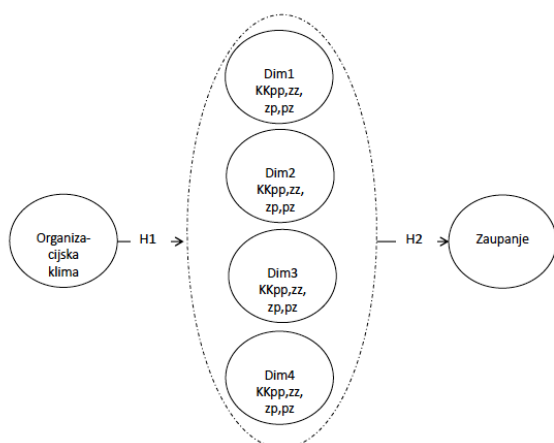 Organiza-
cijska
klima
H1
Dim1
KKpp,zz,
zp,pz
Dim2
KKpp,zz,
zp,pz
Dim3
KKpp,zz,
zp,pz
Dim4
KKpp,zz,
zp,pz
H2
Zaupanje